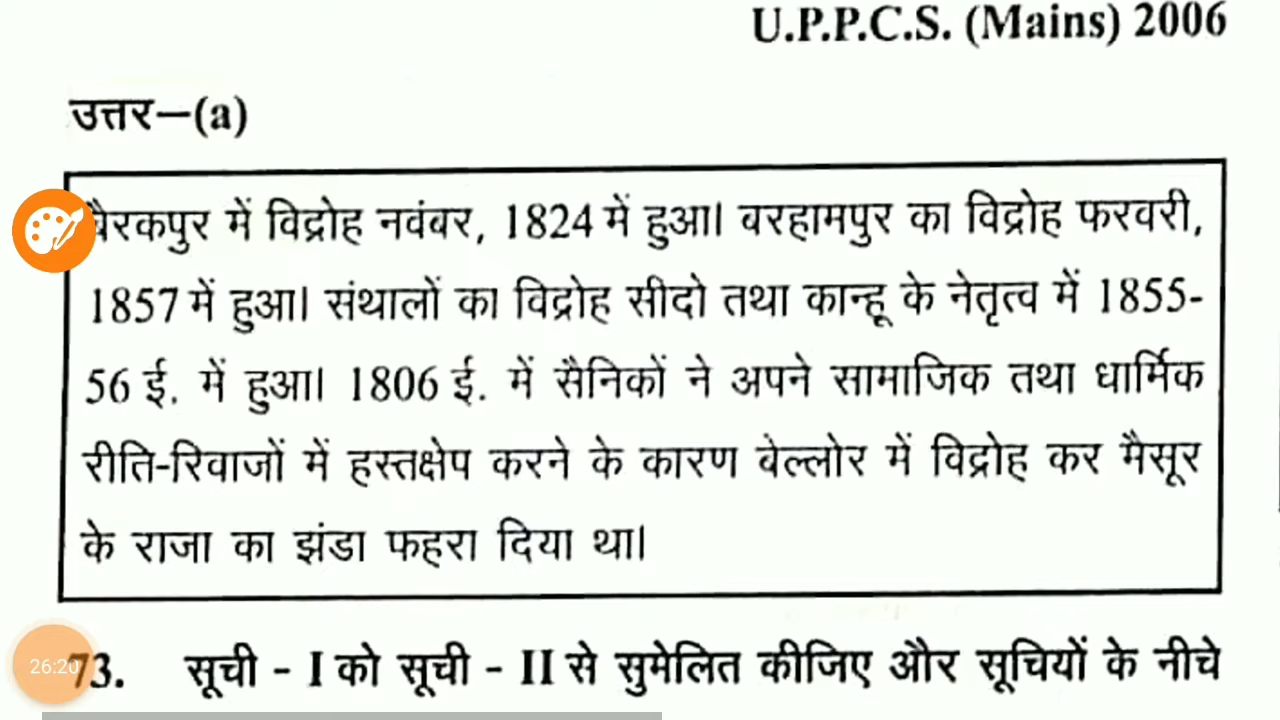 U.P.P.C.S. (Mains) 2006
उत्तर–(a)
बैरकपुर में विद्रोह नवंबर, 1824 में हुआ। बरहामपुर का विद्रोह फरवरी,
1857 में हुआ। संथालों का विद्रोह सीदो तथा कान्हू के नेतृत्व में 1855-
56 ई. में हुआ। 1806 ई. में सैनिकों ने अपने सामाजिक तथा धार्मिक
रीति-रिवाजों में हस्तक्षेप करने के कारण बेल्लोर में विद्रोह कर मैसूर
के राजा का झंडा फहरा दिया था।
26:20
73. सूची - I को सूची - II से सुमेलित कीजिए और सूचियों के नीचे